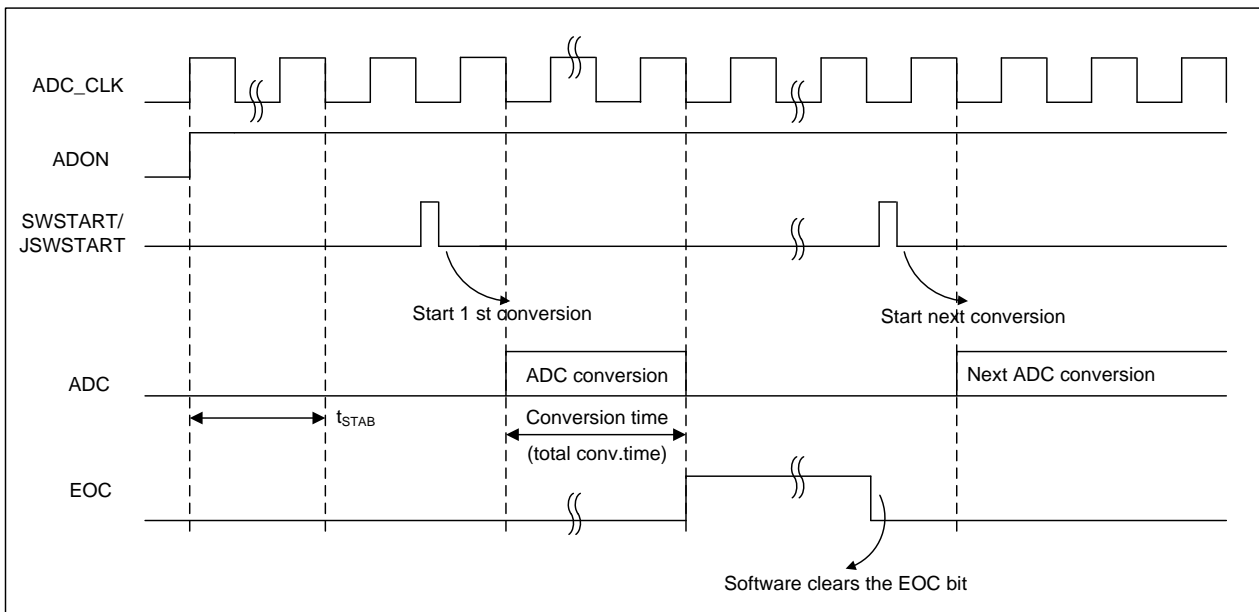 ADC_CLK
ADON
SWSTART/
JSWSTART
Start 1 st conversion
Start next conversion
ADC
ADC conversion
Next ADC conversion
tSTAB
Conversion time
(total conv.time)
EOC
Software clears the EOC bit